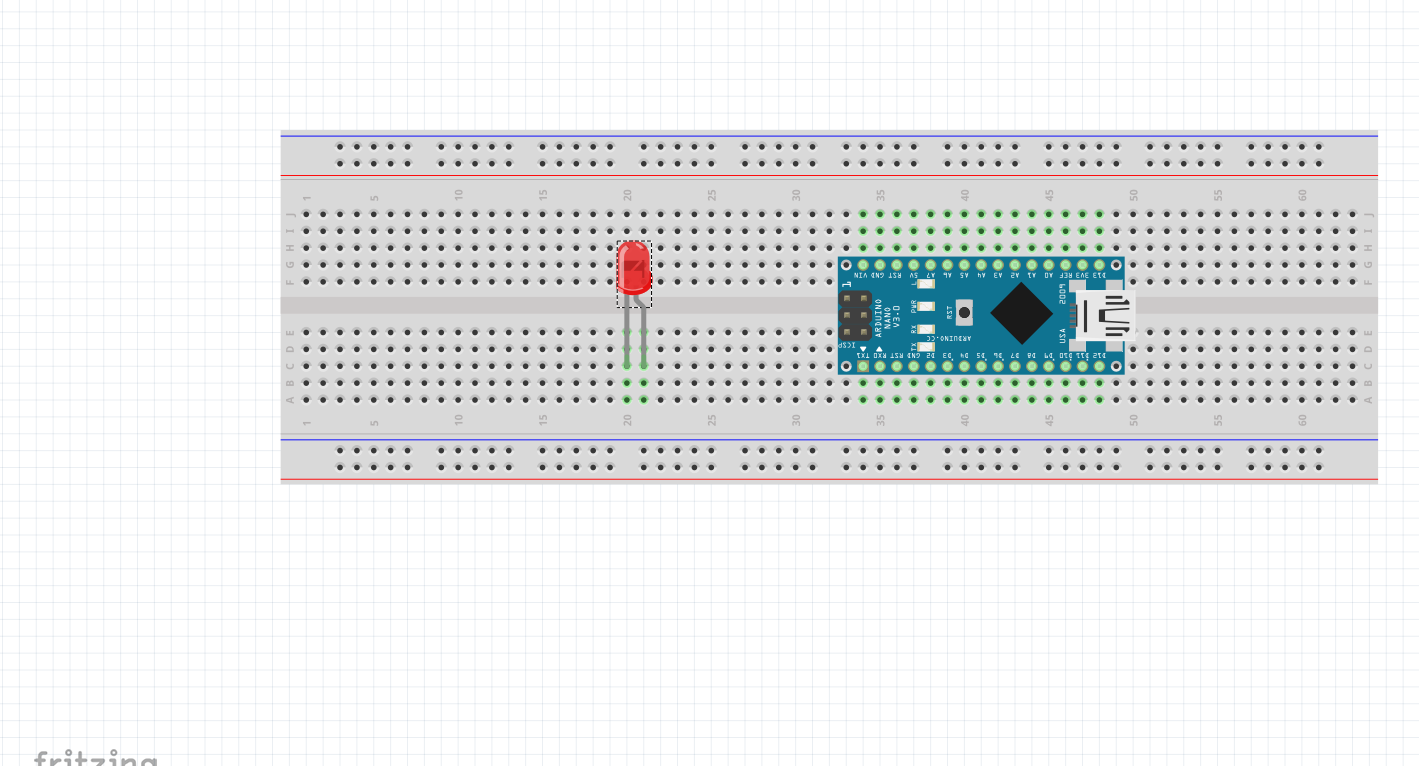 1 5 10 15 20 25 30 35 40 45 50 55 60
J J
I I
H H
G G
F F
VIN GND RST 5V A7 A6 A5 A4 A3 A2 A1 A0 REF 3V3 D13
1 L PWR RX TX
ARDUINO
NANO
V3.0
RST
ARDUINO.CC
2009
USA
ICSP
TX1 RX0 RST GND D2 D3 D4 D5 D6 D7 D8 D9 D10 D11 D12
E E
D D
C C
B B
A A
1 5 10 15 20 25 30 35 40 45 50 55 60
fritzing